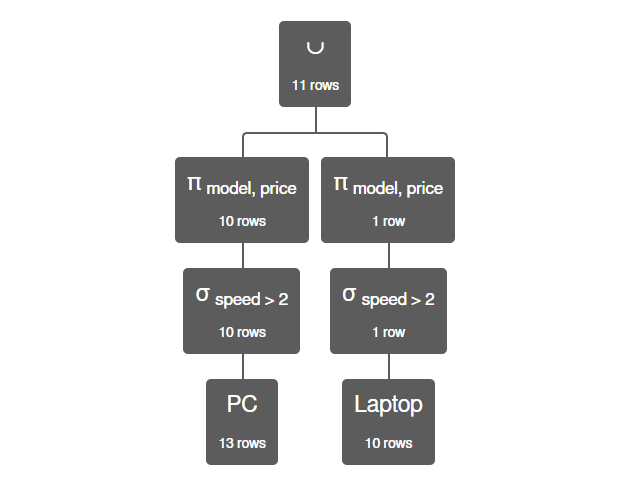 ∪
11 rows
π model, price
10 rows
π model, price
1 row
σ speed > 2
10 rows
σ speed > 2
1 row
PC
13 rows
Laptop
10 rows